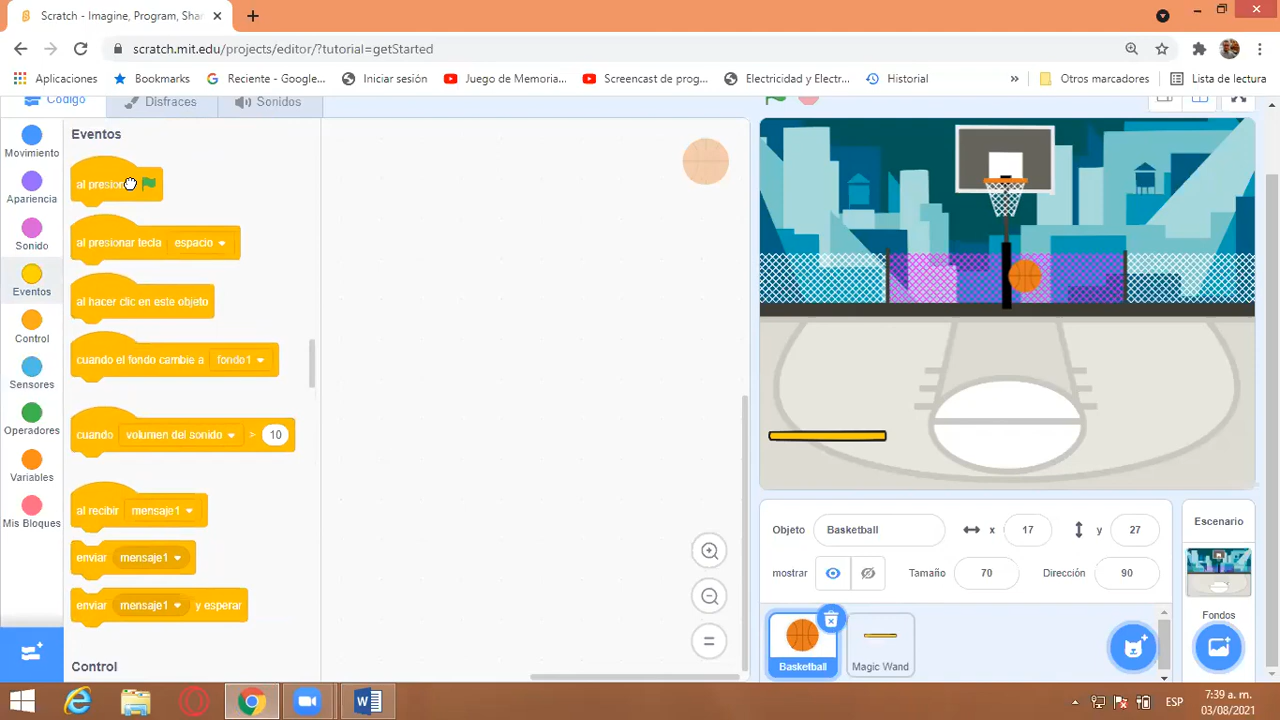 Scratch - Imagine, Program, Sha
scratch.mit.edu/projects/editor/?tutorial=getStarted
Aplicaciones
Bookmarks
Reciente - Google...
Iniciar sesión
Juego de Memoria...
Screencast de prog...
Electricidad y Electr...
Historial
»
Otros marcadores
Lista de lectura
Código
Disfraces
Sonidos
Movimiento
Apariencia
Sonido
Eventos
Control
Sensores
Operadores
Variables
Mis Bloques
Eventos
al presion
al presionar tecla espacio
al hacer clic en este objeto
cuando el fondo cambie a fondo1
cuando volumen del sonido > 10
al recibir mensaje1
enviar mensaje1
enviar mensaje1 y esperar
Control
Objeto Basketball x 17 y 27
mostrar Tamaño 70 Dirección 90
Basketball
Magic Wand
Escenario
Fondos
ESP
7:39 a. m.
03/08/2021